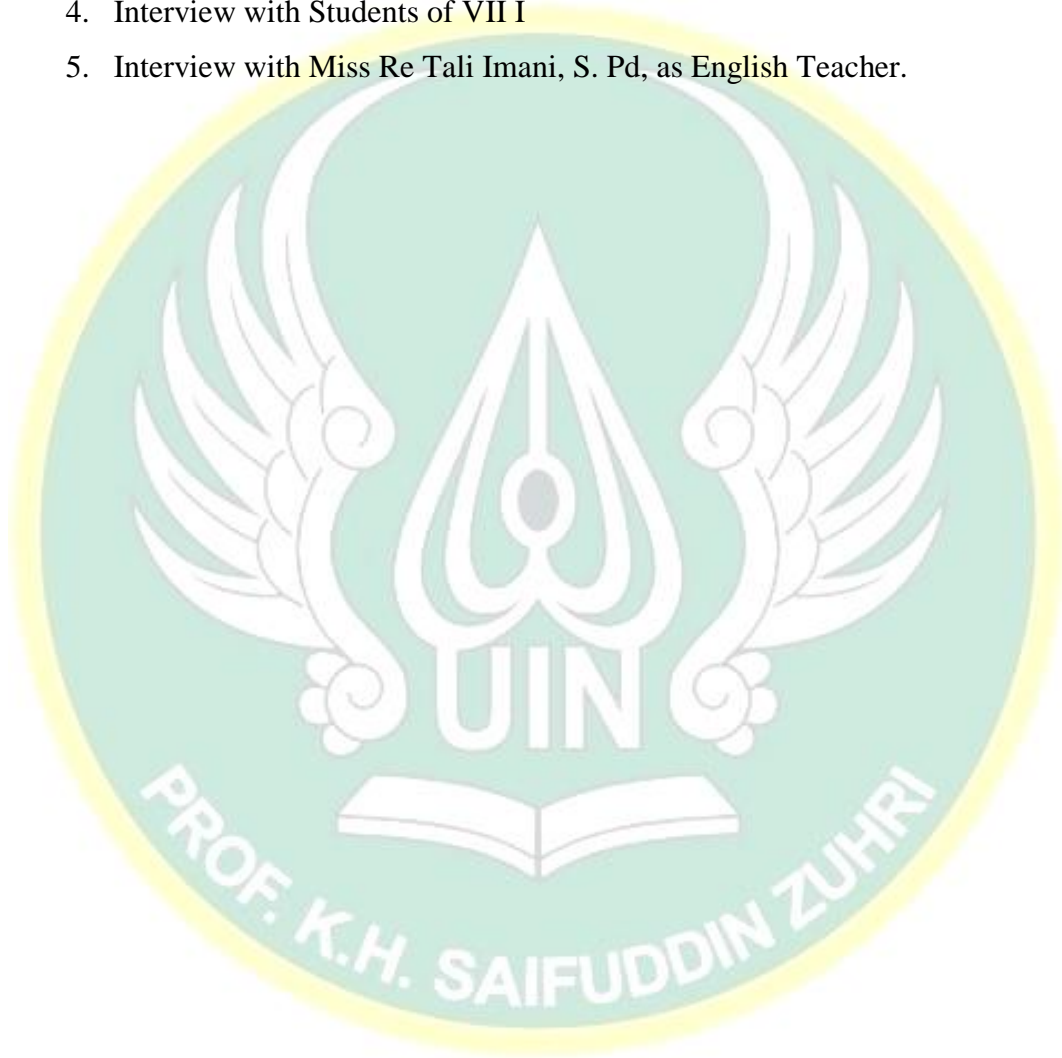 4. Interview with Students of VII I
5. Interview with Miss Re Tali Imani, S. Pd, as English Teacher.
UIN
PROF. K.H. SAIFUDDIN ZUHRI